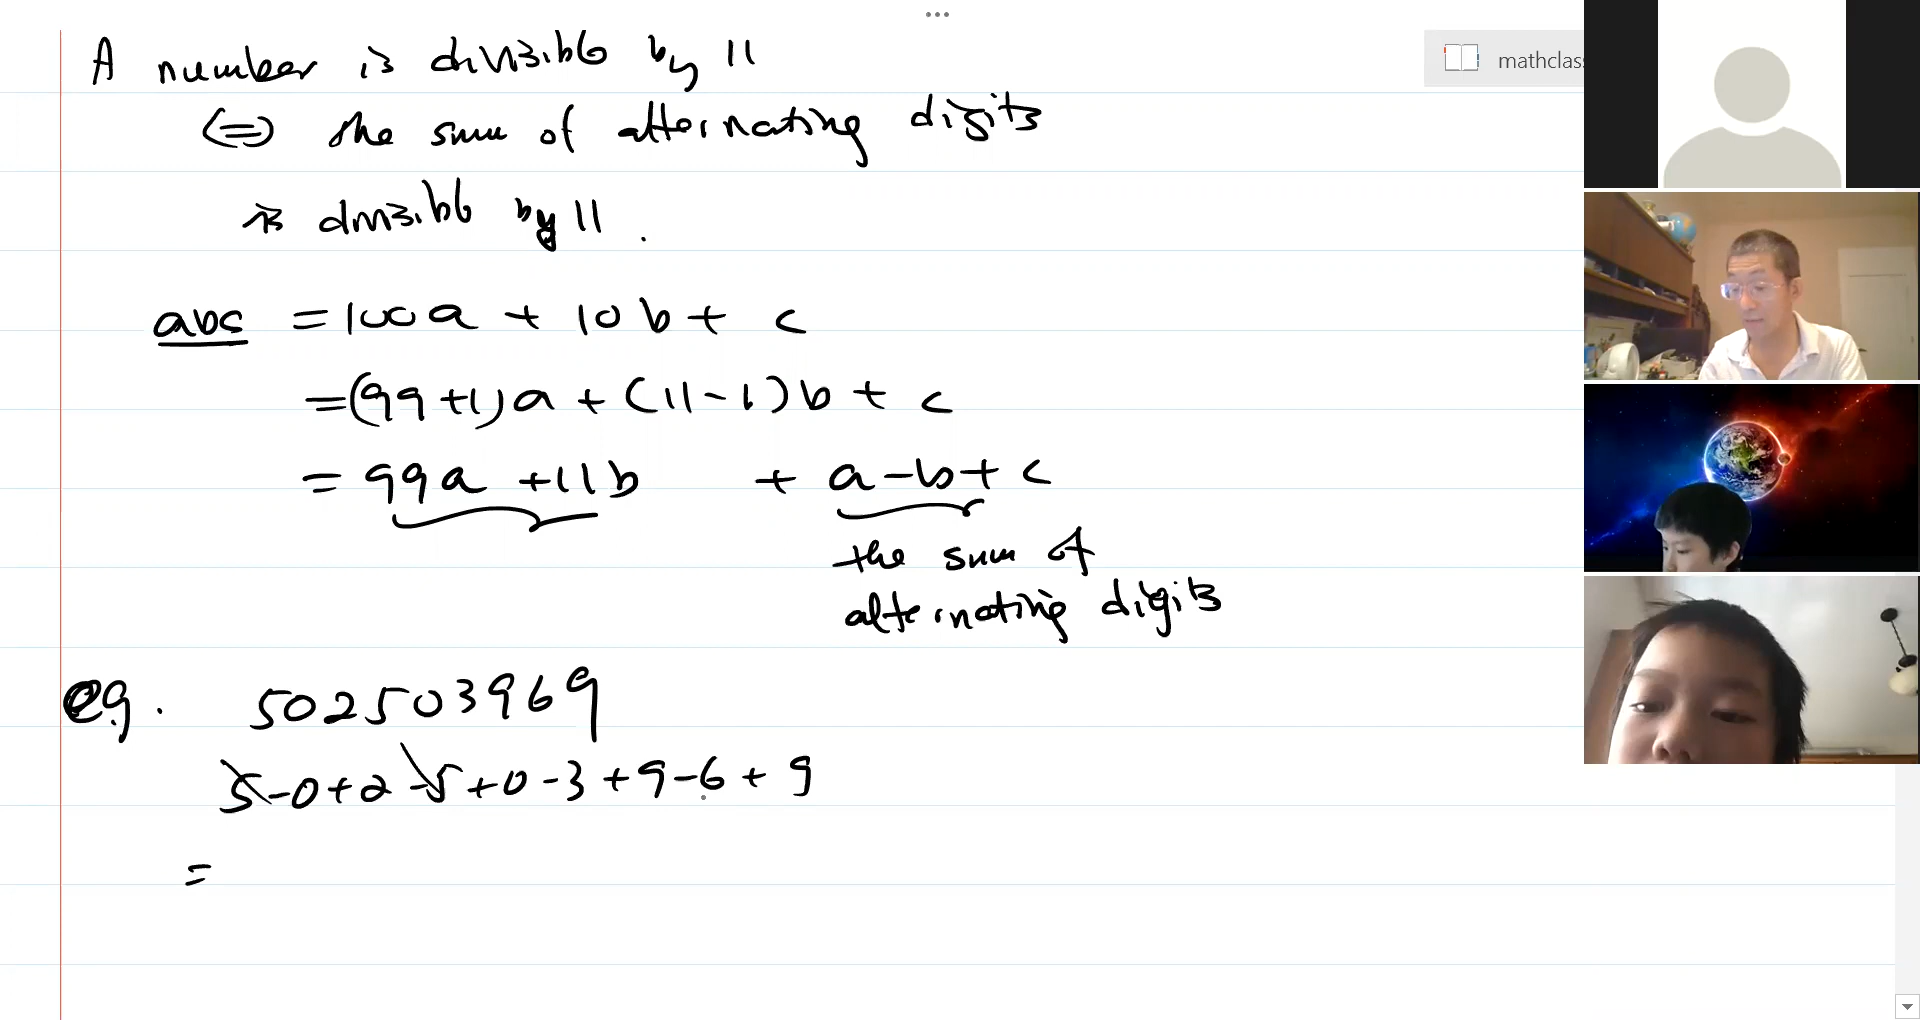 A number is divisible by 11
mathclass
<=> the sum of alternating digits
is divisible by 11.
abc = 100a + 10b + c
= (99+1)a + (11-1)b + c
= 99a + 11b + a-b+c
the sum of
alternating digits
eg. 502503969
5-0+2-5+0-3+9-6+9
=